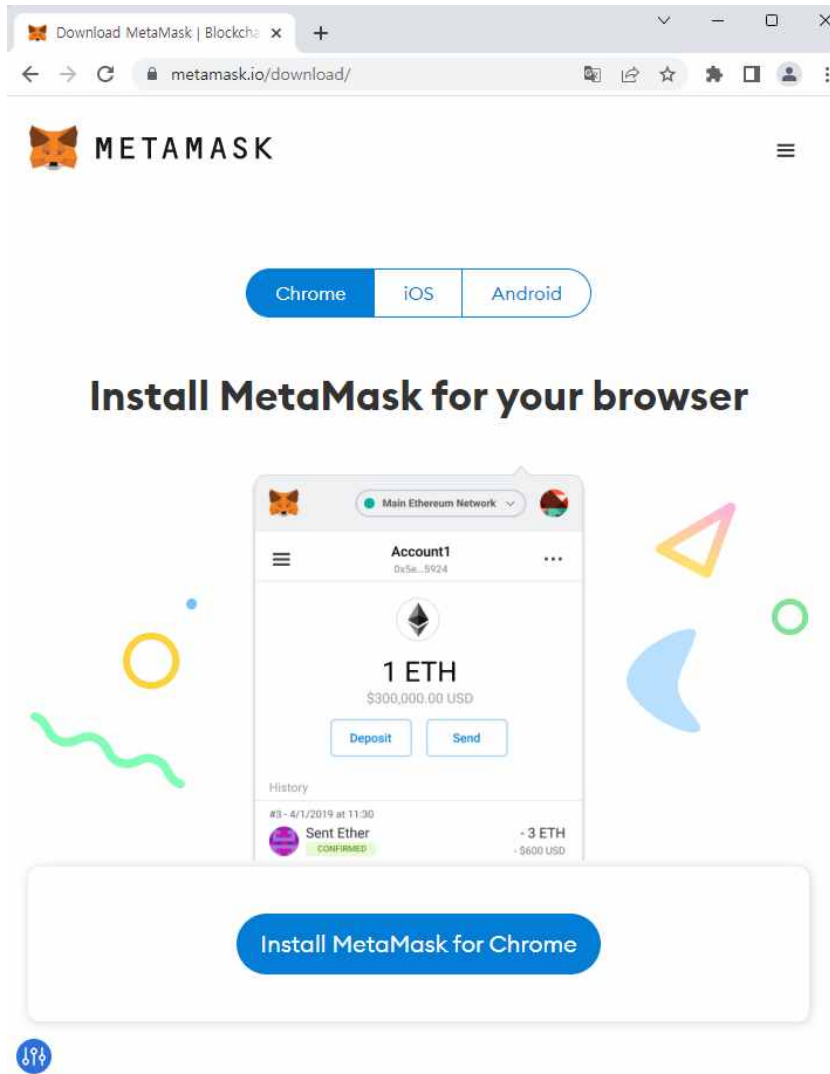 Download MetaMask | Blockcha
metamask.io/download/
METAMASK
Chrome iOS Android
Install MetaMask for your browser
Main Ethereum Network
Account1
0x5e...5924
1 ETH
$300,000.00 USD
Deposit Send
History
#3 - 4/1/2019 at 11:30
Sent Ether - 3 ETH
CONFIRMED - $600 USD
Install MetaMask for Chrome